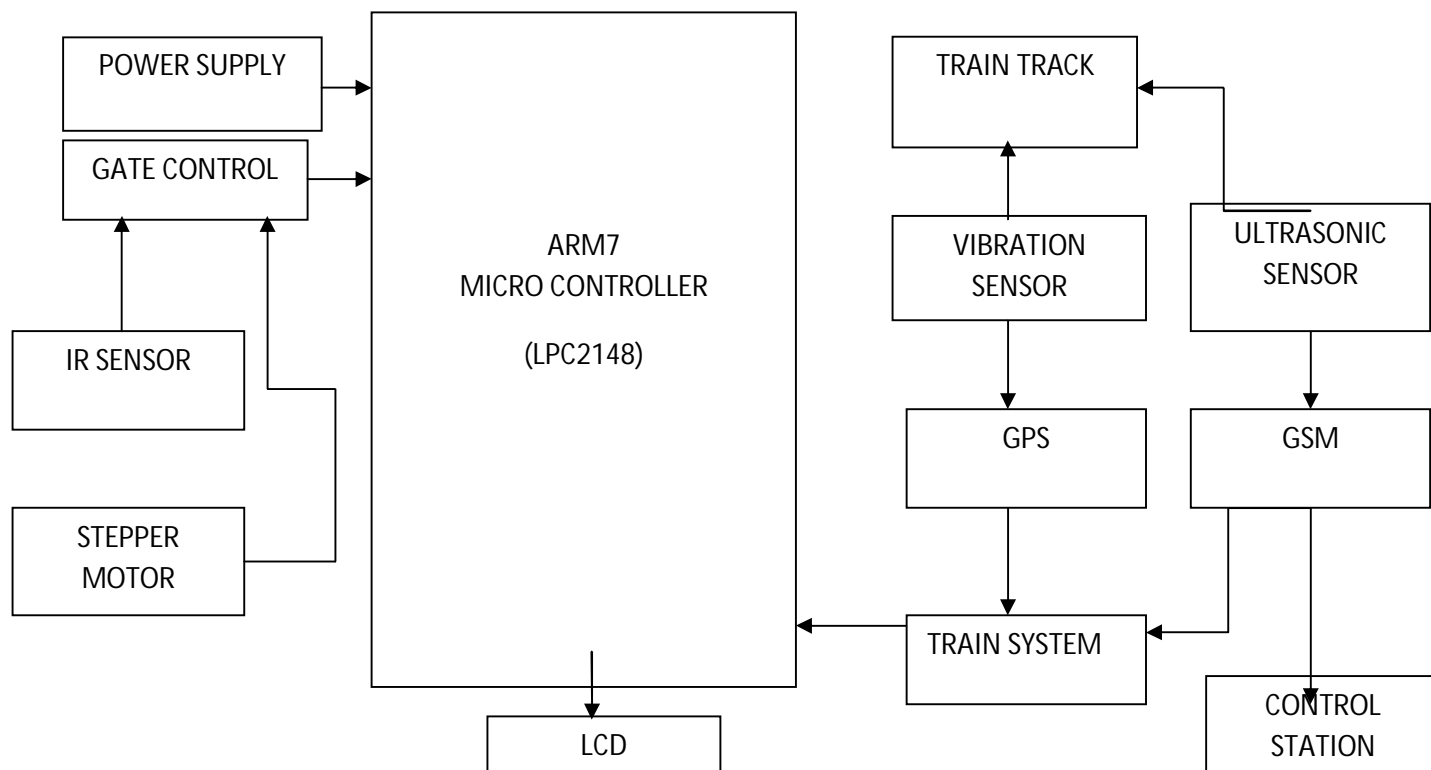 POWER SUPPLY
GATE CONTROL
IR SENSOR
STEPPER
MOTOR
ARM7
MICRO CONTROLLER
(LPC2148)
LCD
TRAIN TRACK
VIBRATION
SENSOR
ULTRASONIC
SENSOR
GPS
GSM
TRAIN SYSTEM
CONTROL
STATION